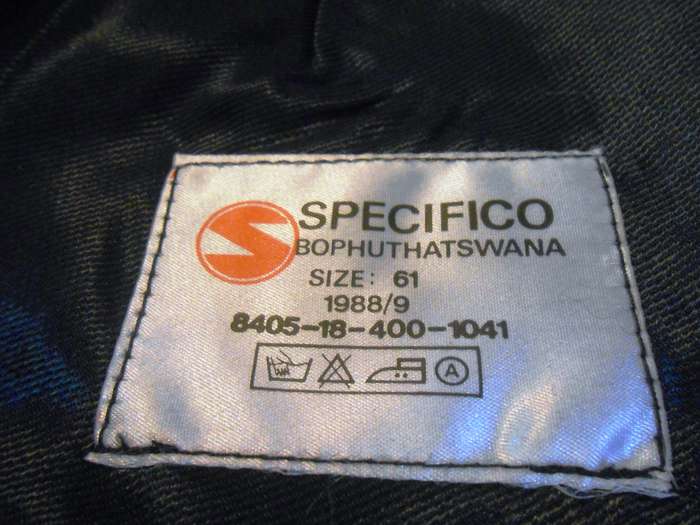 SPECIFICO
BOPHUTHATSWANA
SIZE: 61
1988/9
8405-18-400-1041
A